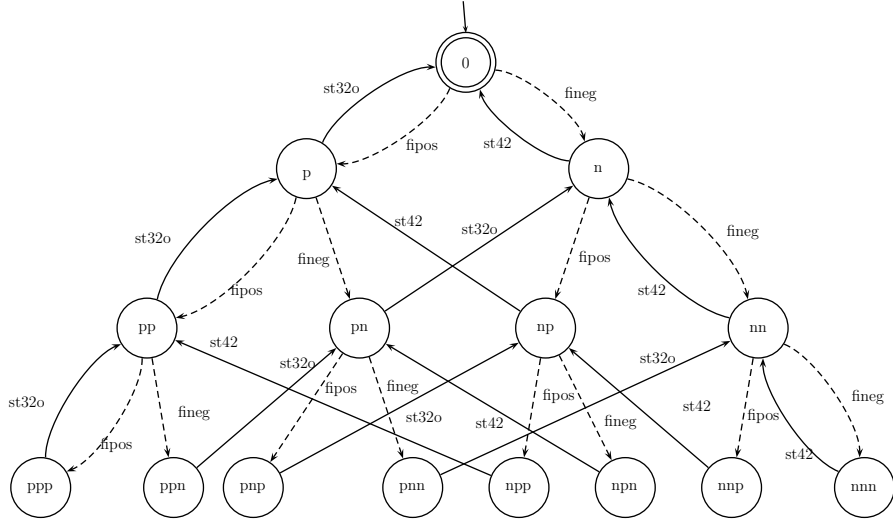 0
st32o
fineg
fipos
st42
p
n
st42
st32o
st32o
fineg
fineg
fipos
fipos
st42
pp
pn
np
nn
st42
st32o
st32o
fipos
fineg
fipos
fipos
st32o
fineg
fineg
st32o
st42
st42
fineg
fipos
st42
ppp
ppn
pnp
pnn
npp
npn
nnp
nnn